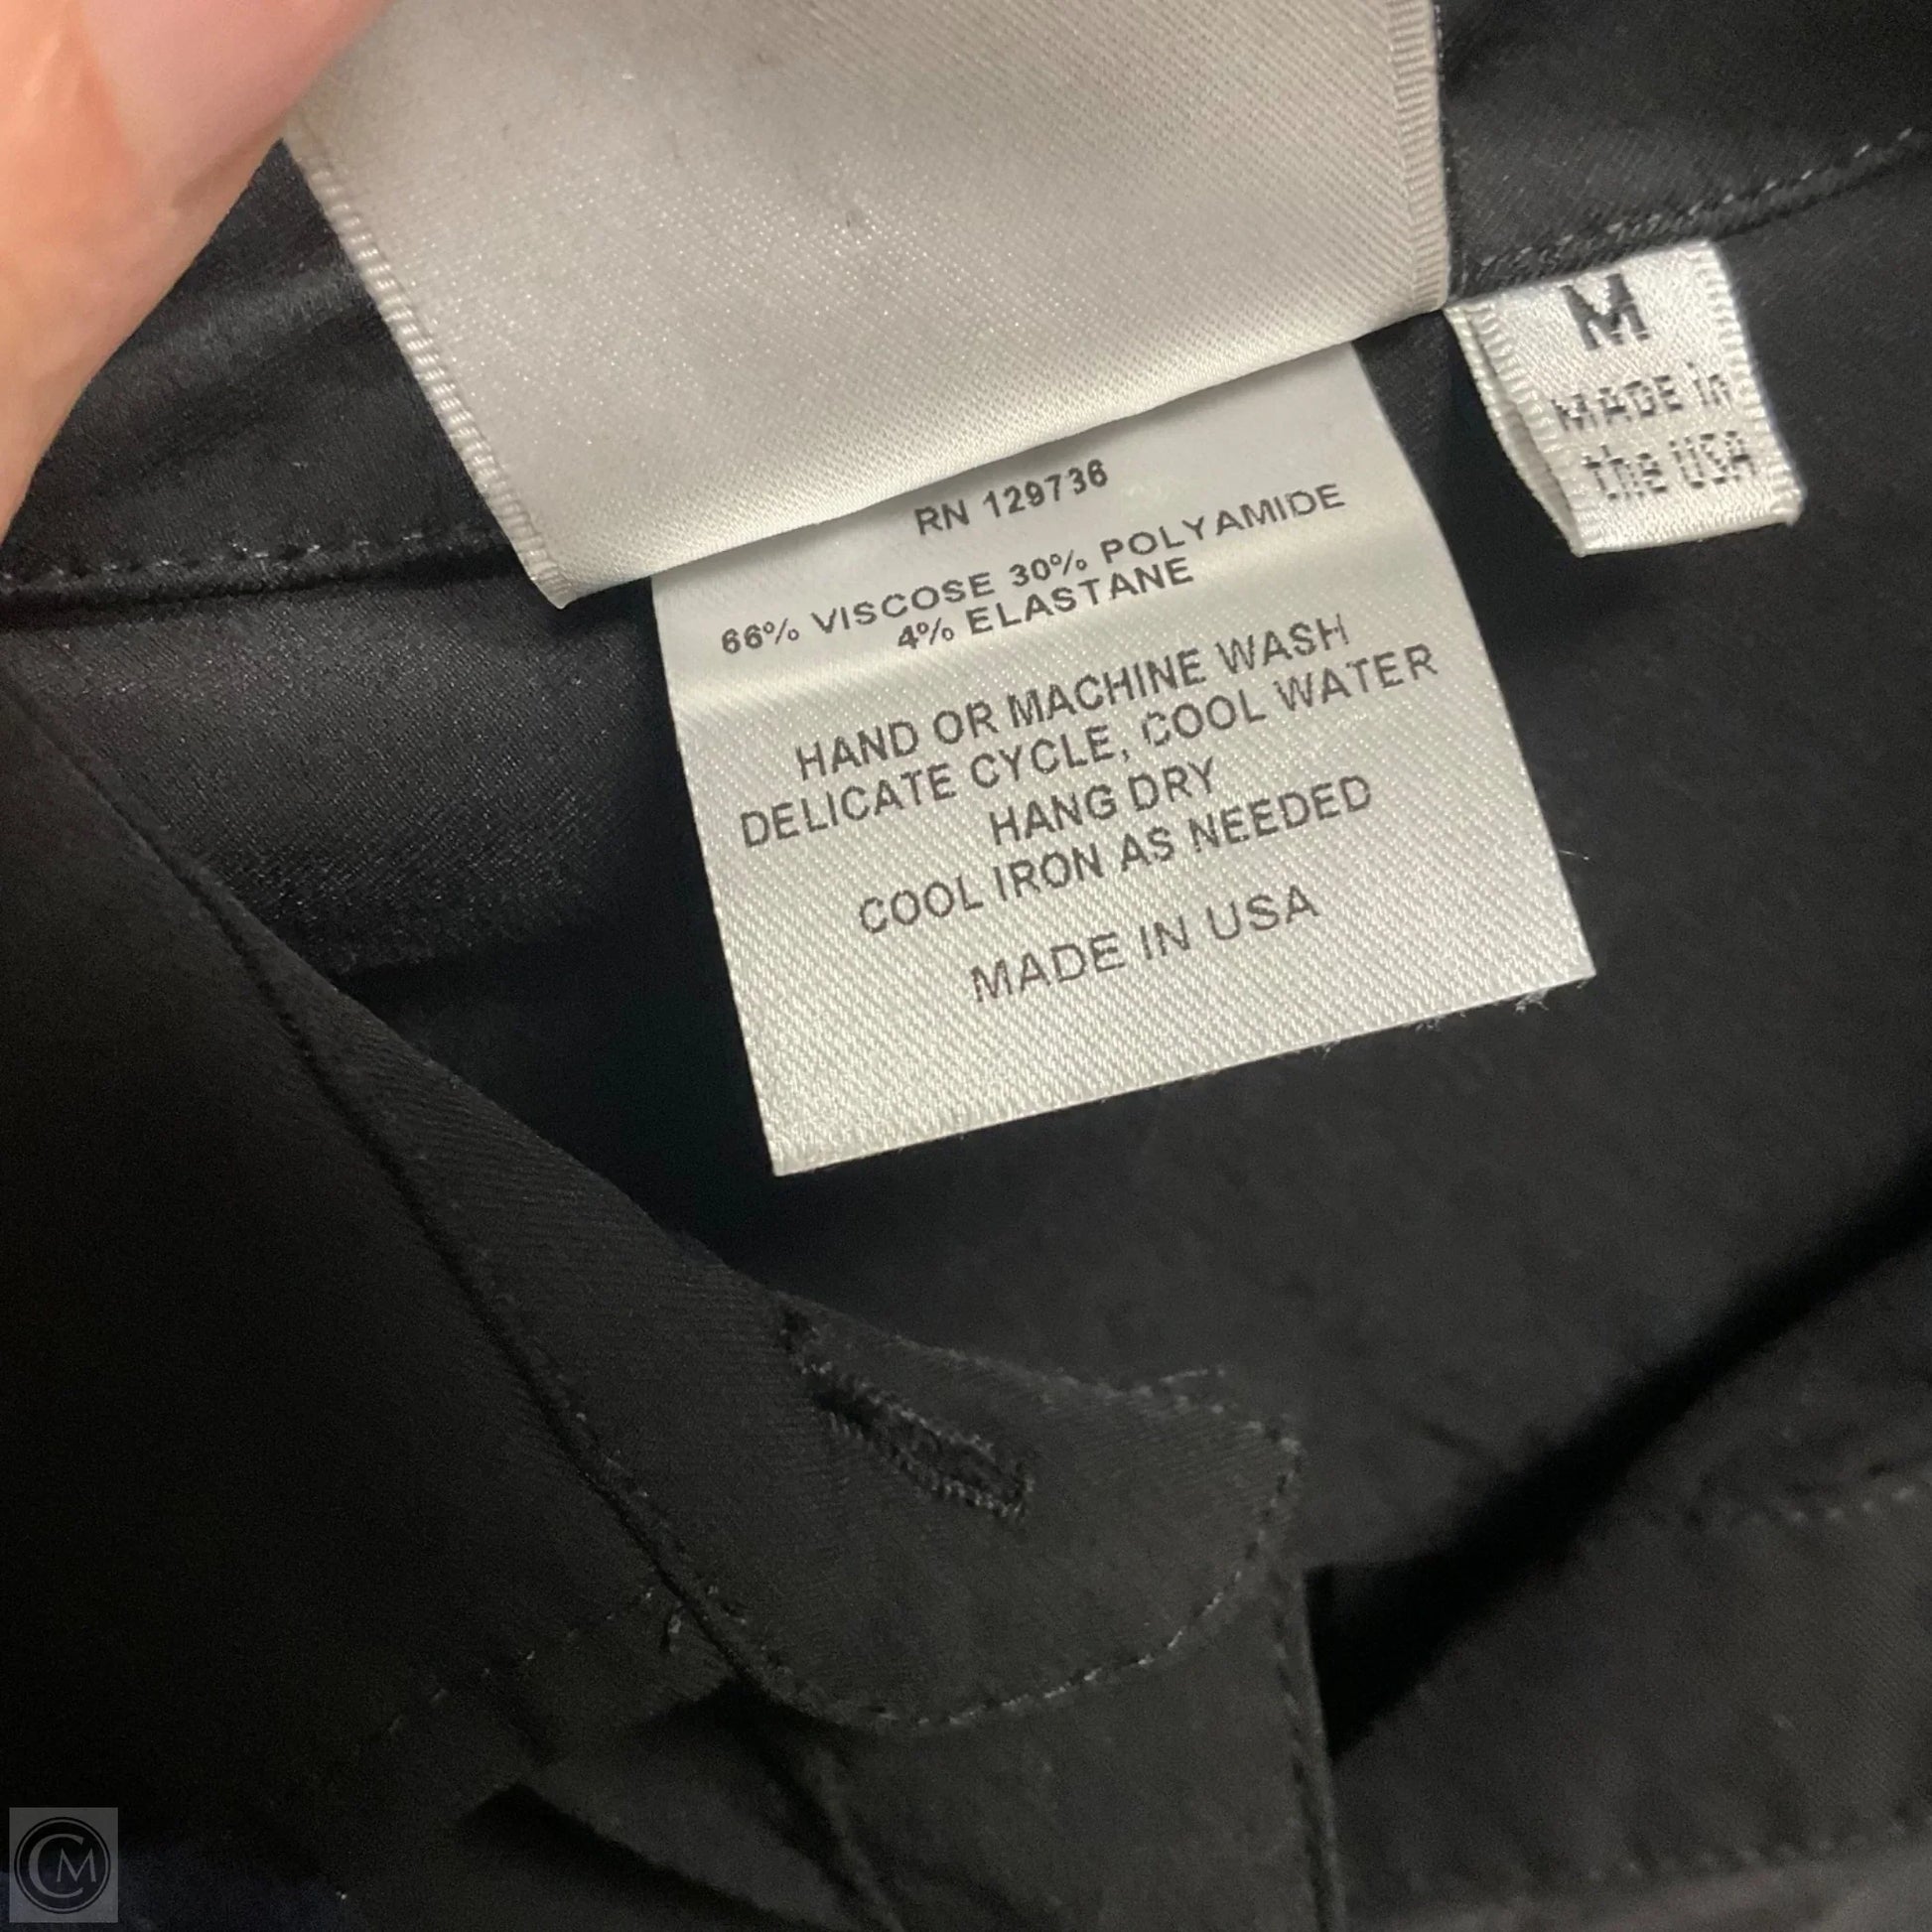 RN 129736
66% VISCOSE 30% POLYAMIDE
4% ELASTANE
HAND OR MACHINE WASH
DELICATE CYCLE, COOL WATER
HANG DRY
COOL IRON AS NEEDED
MADE IN USA
M
MADE in
the USA
CM